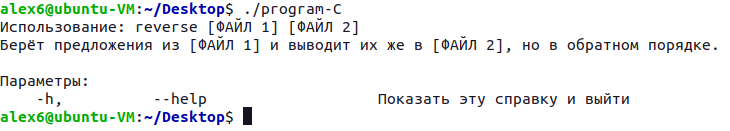 alex6@ubuntu-VM:~/Desktop$ ./program-C
Использование: reverse [ФАЙЛ 1] [ФАЙЛ 2]
Берёт предложения из [ФАЙЛ 1] и выводит их же в [ФАЙЛ 2], но в обратном порядке.
Параметры:
-h, --help Показать эту справку и выйти
alex6@ubuntu-VM:~/Desktop$